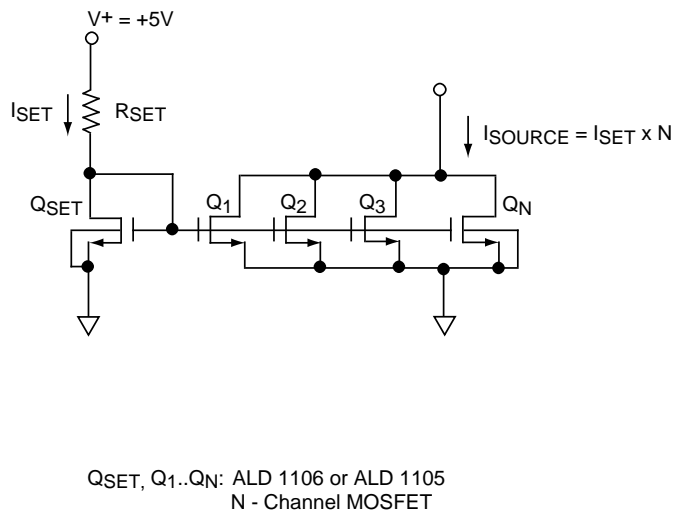 V+ = +5V
ISET
RSET
ISOURCE = ISET x N
QSET
Q1
Q2
Q3
QN
QSET, Q1..QN: ALD 1106 or ALD 1105
N - Channel MOSFET